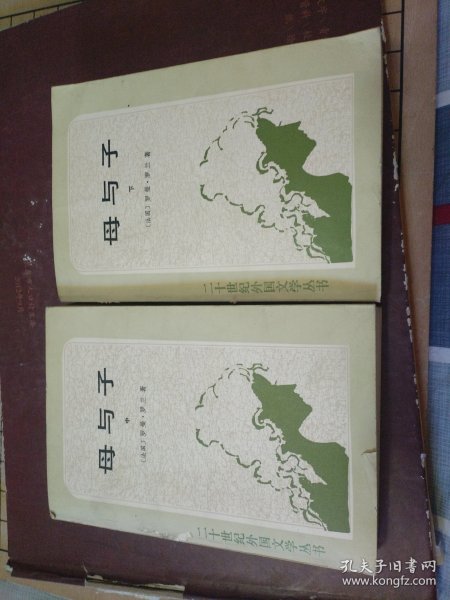 母与子
下
〔法国〕罗曼·罗兰 著
二十世纪外国文学丛书
母与子
中
〔法国〕罗曼·罗兰 著
二十世纪外国文学丛书
孔夫子旧书网
www.kongfz.com